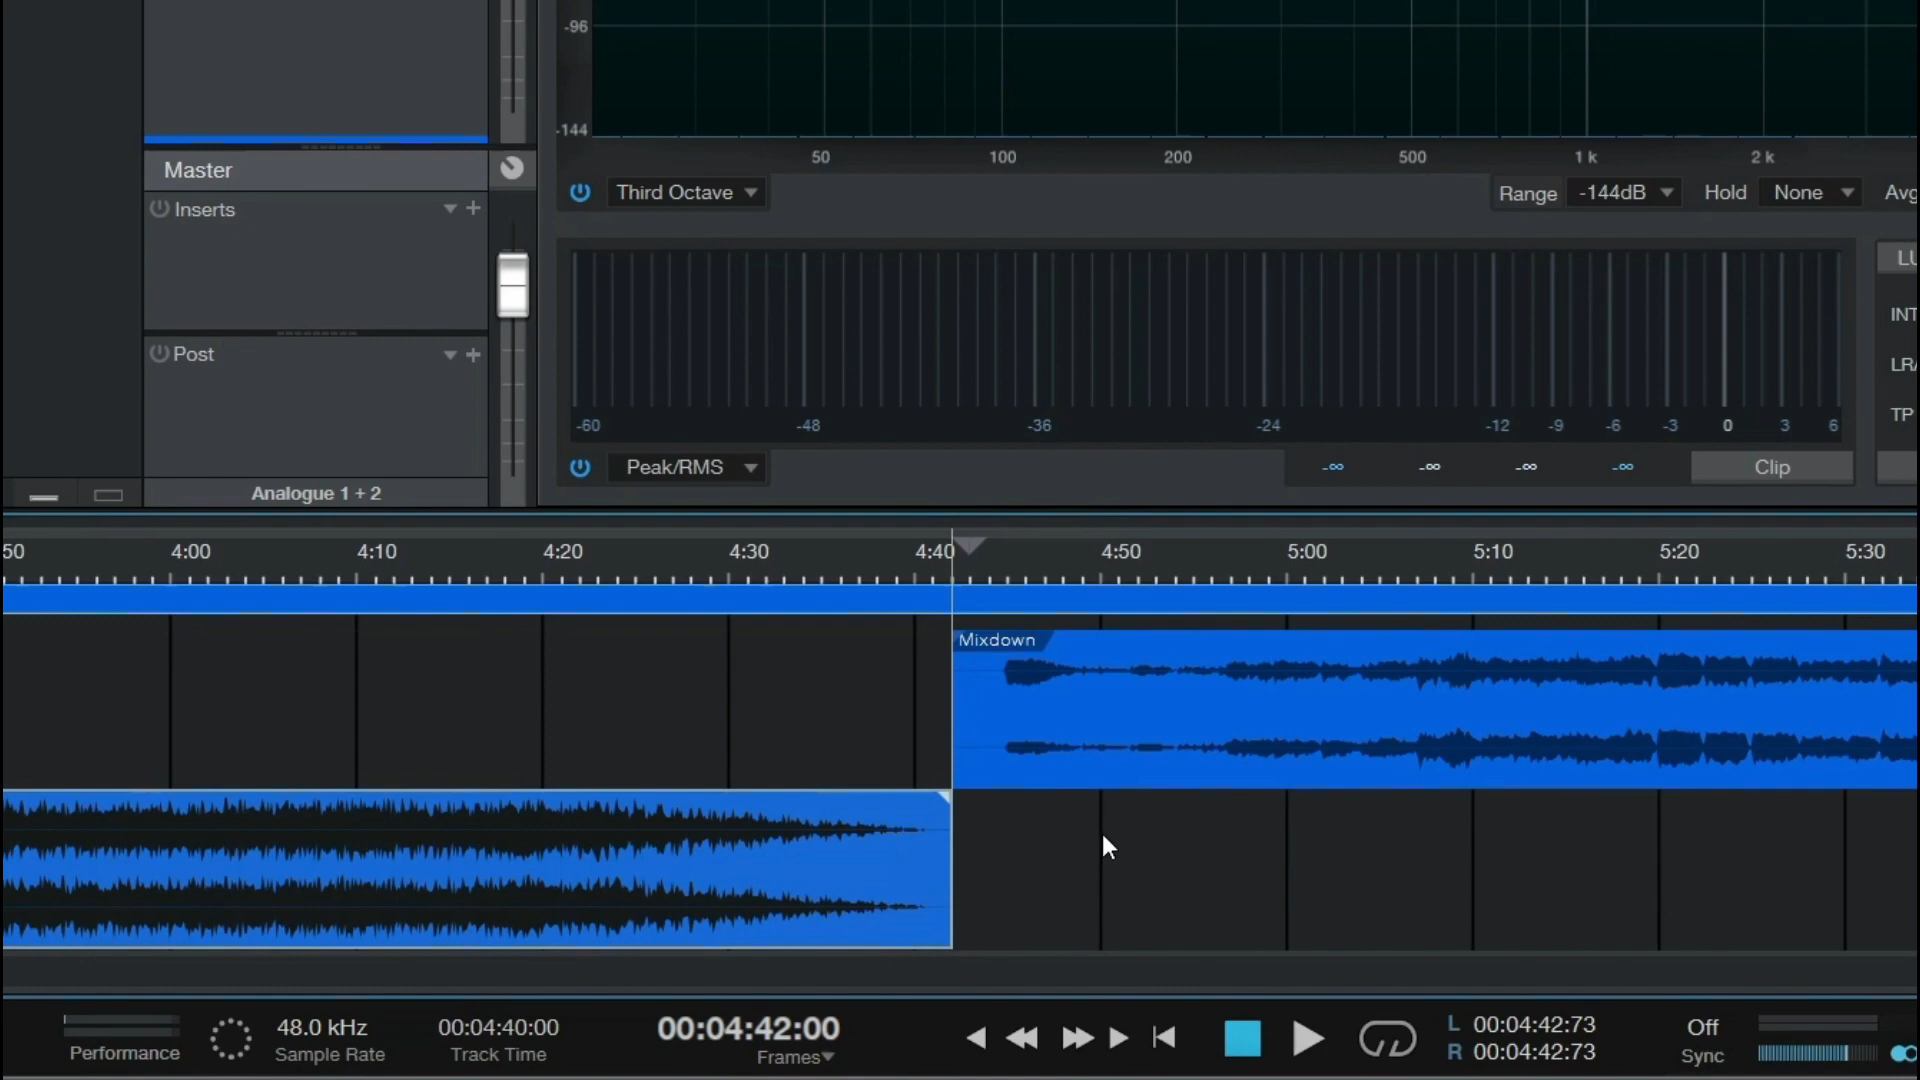 -96
-144
50 100 200 500 1 k 2 k
Master
Third Octave
Range -144dB Hold None Avg
Inserts
LU
INT
LRA
Post
TP
-60 -48 -36 -24 -12 -9 -6 -3 0 3 6
Peak/RMS -∞ -∞ -∞ -∞ Clip
Analogue 1 + 2
50 4:00 4:10 4:20 4:30 4:40 4:50 5:00 5:10 5:20 5:30
Mixdown
48.0 kHz 00:04:40:00 00:04:42:00 L 00:04:42:73 Off
Performance Sample Rate Track Time Frames R 00:04:42:73 Sync